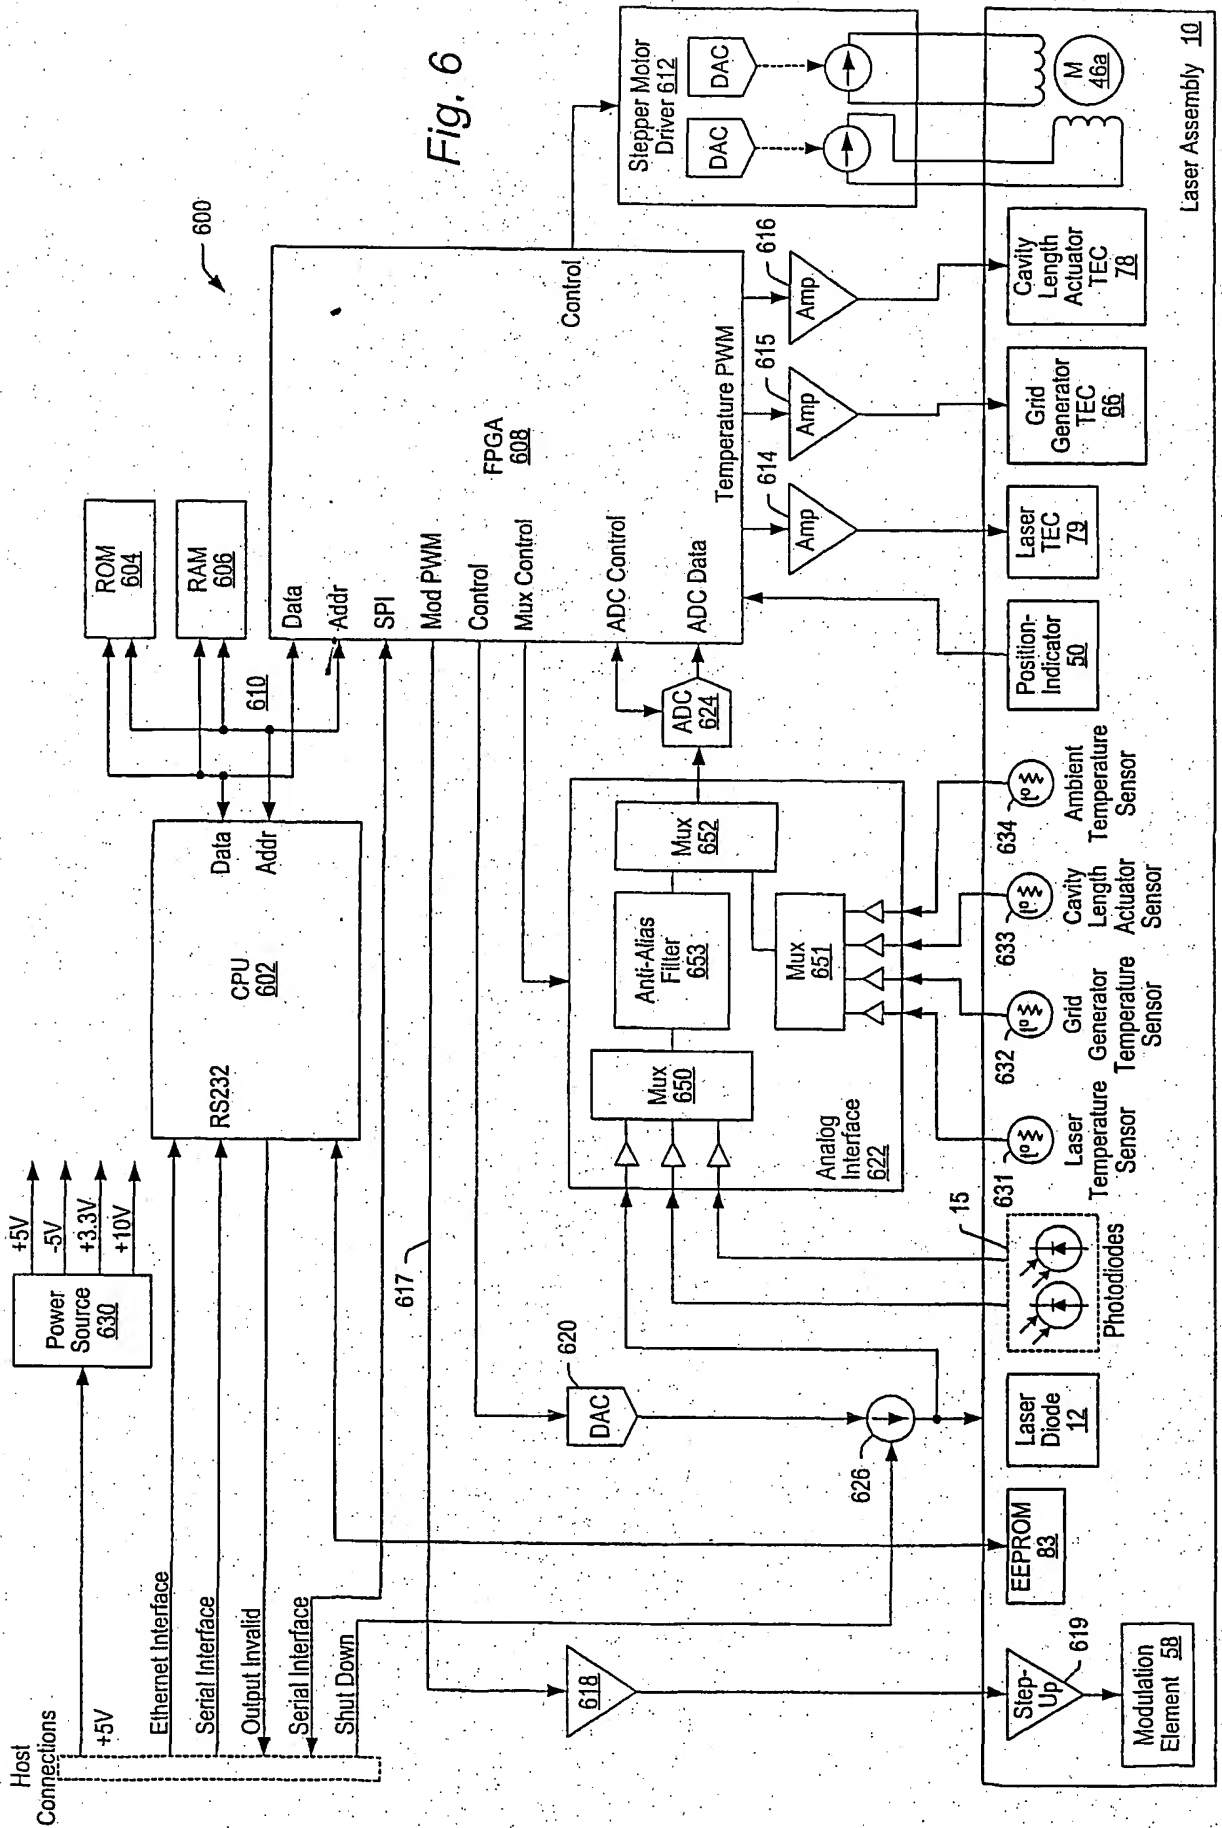 Fig. 6
600
Host
Connections
+5V
Ethernet Interface
Serial Interface
Output Invalid
Serial Interface
Shut Down
Power
Source
630
+5V
-5V
+3.3V
+10V
RS232
CPU
602
Data
Addr
ROM
604
RAM
606
610
Data
Addr
SPI
Mod PWM
Control
Mux Control
ADC Control
ADC Data
FPGA
608
Control
Temperature PWM
617
618
DAC
620
626
Analog
Interface
622
Mux
650
Anti-Alias
Filter
653
Mux
652
Mux
651
ADC
624
Amp
614
Amp
615
Amp
616
Stepper Motor
Driver 612
DAC
DAC
M
46a
Laser Assembly 10
Step-
Up
619
Modulation
Element 58
EEPROM
83
Laser
Diode
12
15
Photodiodes
631
Laser
Temperature
Sensor
632
Grid
Generator
Temperature
Sensor
633
Cavity
Length
Actuator
Sensor
634
Ambient
Temperature
Sensor
Position-
Indicator
50
Laser
TEC
79
Grid
Generator
TEC
66
Cavity
Length
Actuator
TEC
78